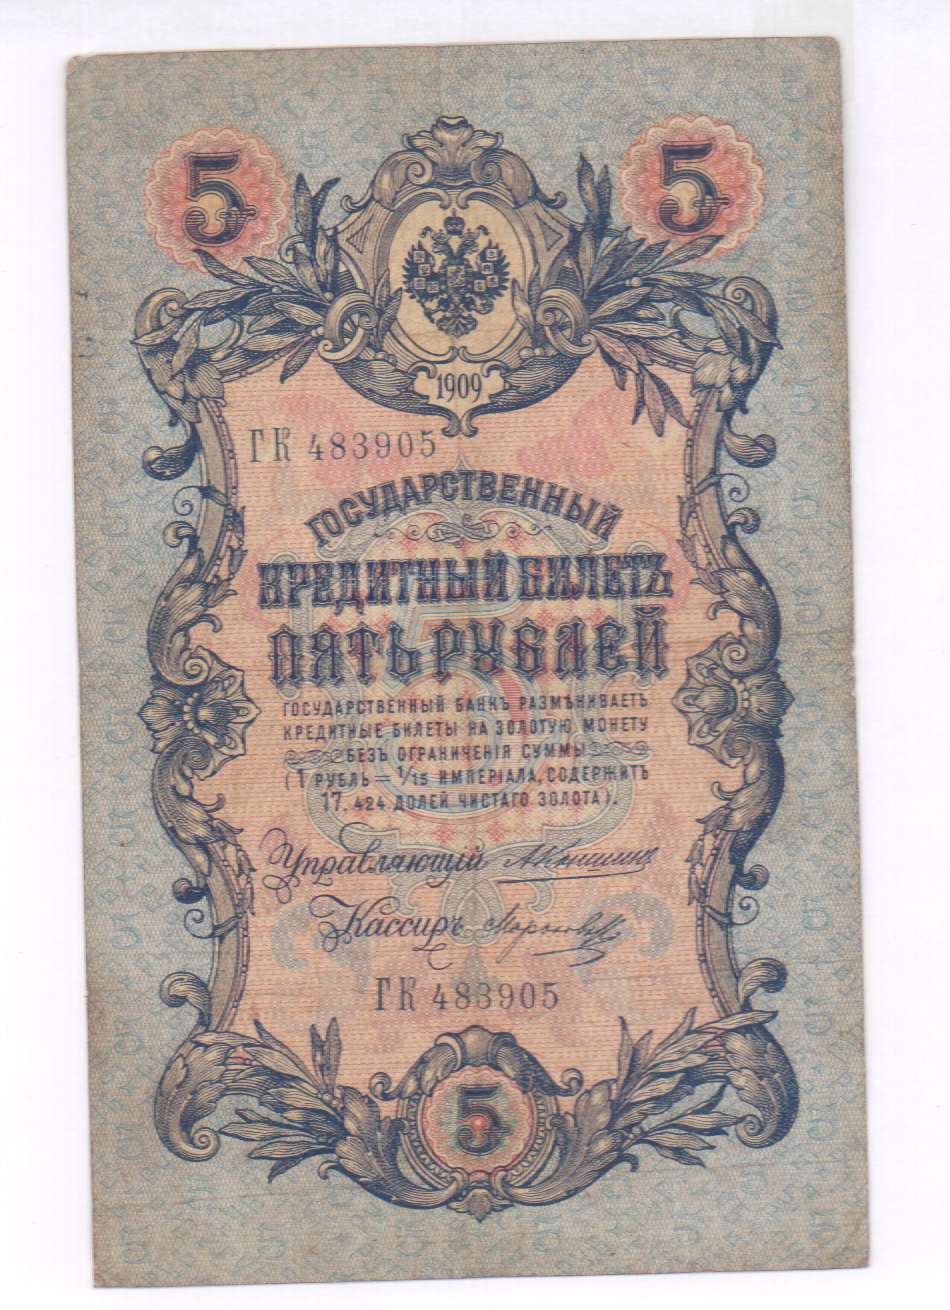 5 5
1909
ГК 483905
ГОСУДАРСТВЕННЫЙ
КРЕДИТНЫЙ БИЛЕТЪ
ПЯТЬ РУБЛЕЙ
ГОСУДАРСТВЕННЫЙ БАНКЪ РАЗМѢНИВАЕТЪ
КРЕДИТНЫЕ БИЛЕТЫ НА ЗОЛОТУЮ МОНЕТУ
БЕЗЪ ОГРАНИЧЕНІЯ СУММЫ
(1 РУБЛЬ = 1/15 ИМПЕРІАЛА, СОДЕРЖИТЪ
17,424 ДОЛЕЙ ЧИСТАГО ЗОЛОТА).
Управляющій
Кассиръ
ГК 483905
5